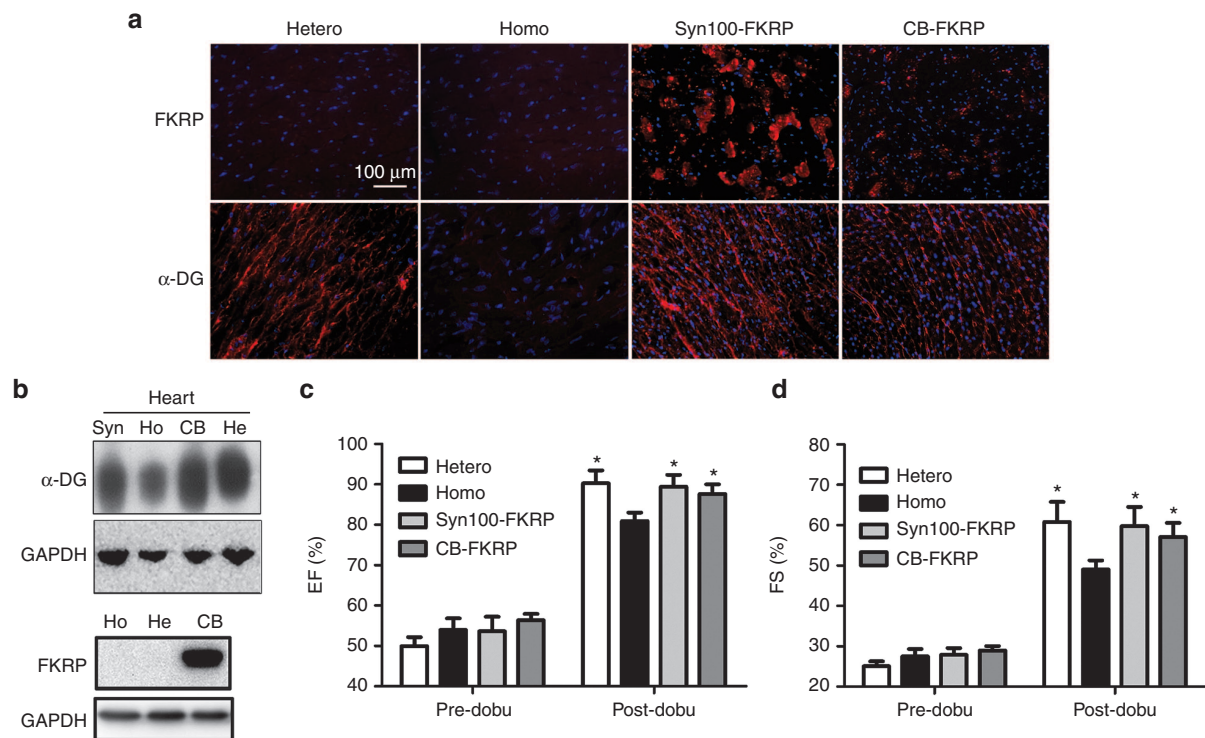 a
Hetero Homo Syn100-FKRP CB-FKRP
FKRP
100 μm
α-DG
b
Heart
Syn Ho CB He
α-DG
GAPDH
Ho He CB
FKRP
GAPDH
c
100
90
80
70
60
50
40
EF (%)
Hetero
Homo
Syn100-FKRP
CB-FKRP
* * *
Pre-dobu Post-dobu
d
80
70
60
50
40
30
20
FS (%)
Hetero
Homo
Syn100-FKRP
CB-FKRP
* * *
Pre-dobu Post-dobu